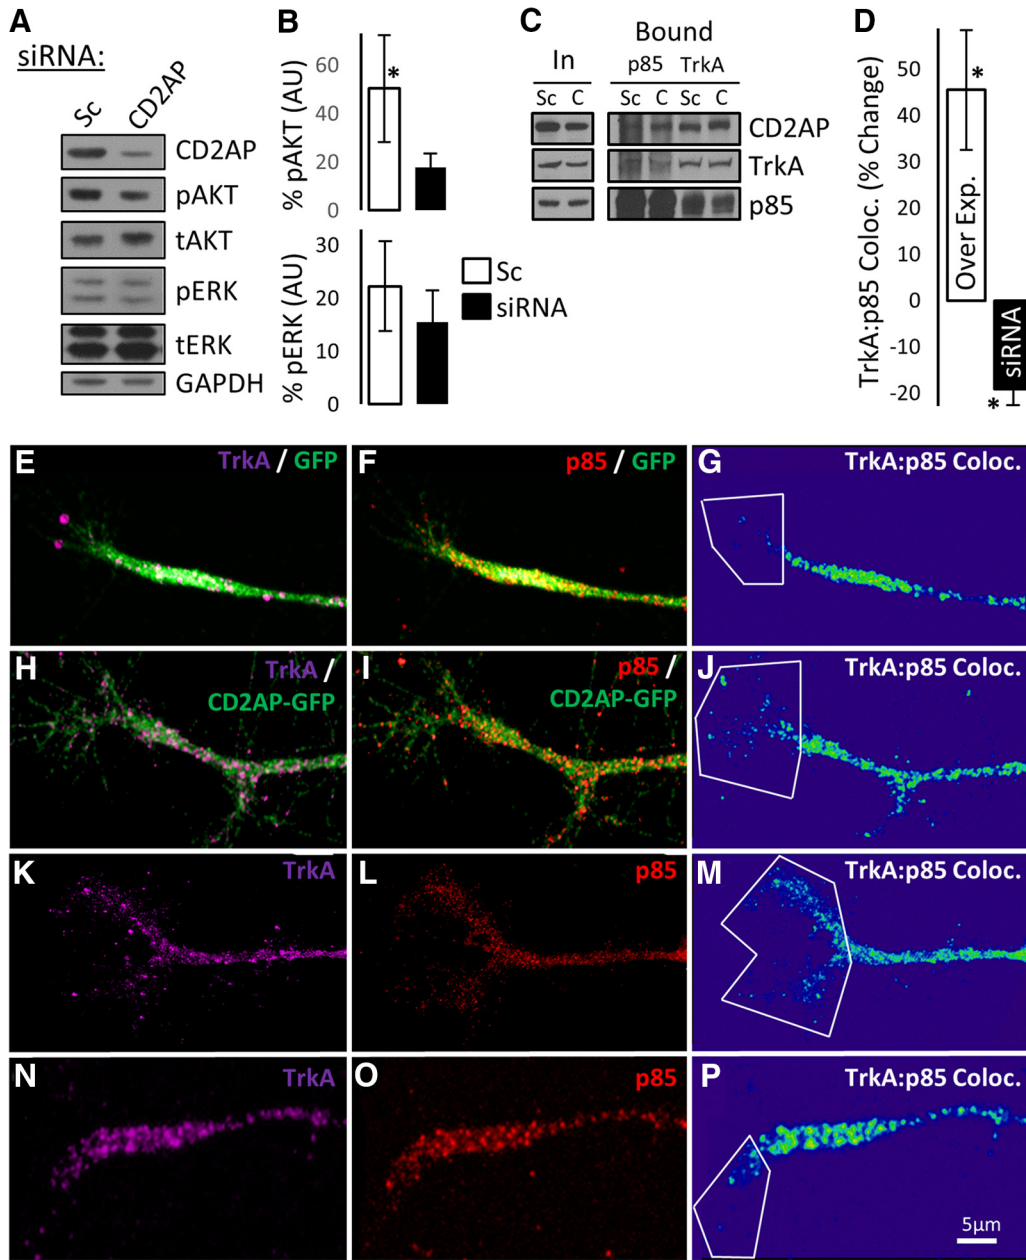 A
siRNA:
Sc
CD2AP
CD2AP
pAKT
tAKT
pERK
tERK
GAPDH
B
% pAKT (AU)
60
40
20
0
*
% pERK (AU)
30
20
10
0
Sc
siRNA
C
Bound
In
p85 TrkA
Sc C Sc C Sc C
CD2AP
TrkA
p85
D
TrkA:p85 Coloc. (% Change)
50
40
30
20
10
0
-10
-20
*
Over Exp.
siRNA
*
E
TrkA / GFP
F
p85 / GFP
G
TrkA:p85 Coloc.
H
TrkA /
CD2AP-GFP
I
p85 /
CD2AP-GFP
J
TrkA:p85 Coloc.
K
TrkA
L
p85
M
TrkA:p85 Coloc.
N
TrkA
O
p85
P
TrkA:p85 Coloc.
5µm